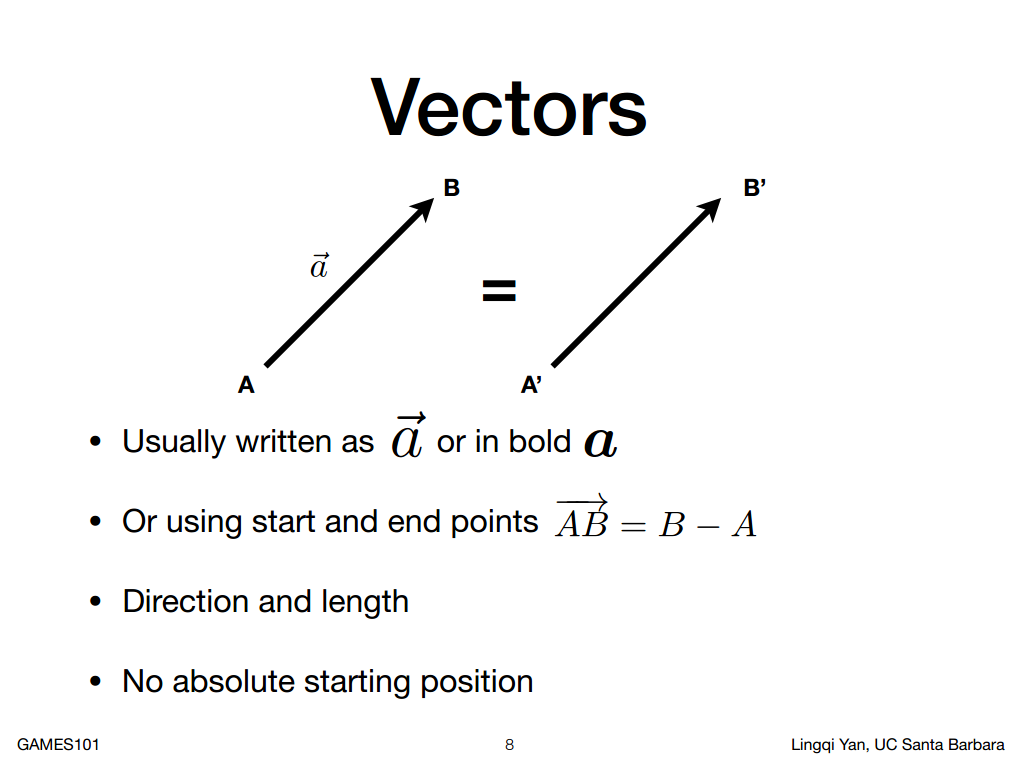 Vectors
B
B’
$\vec{a}$
=
A
A’
• Usually written as $\vec{a}$ or in bold $\boldsymbol{a}$
• Or using start and end points $\overrightarrow{AB} = B - A$
• Direction and length
• No absolute starting position
GAMES101
8
Lingqi Yan, UC Santa Barbara